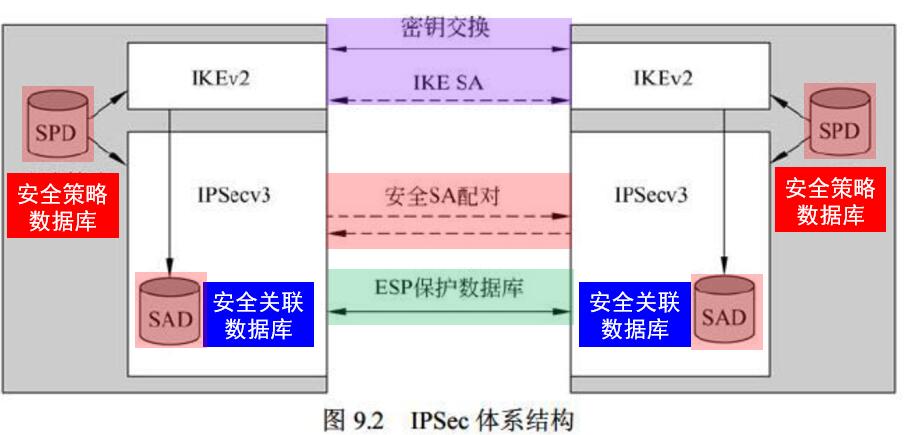 密钥交换
IKEv2
IKE SA
IKEv2
SPD
SPD
安全策略
数据库
IPSecv3
安全SA配对
IPSecv3
安全策略
数据库
ESP保护数据库
SAD
安全关联
数据库
安全关联
数据库
SAD
图 9.2 IPSec 体系结构